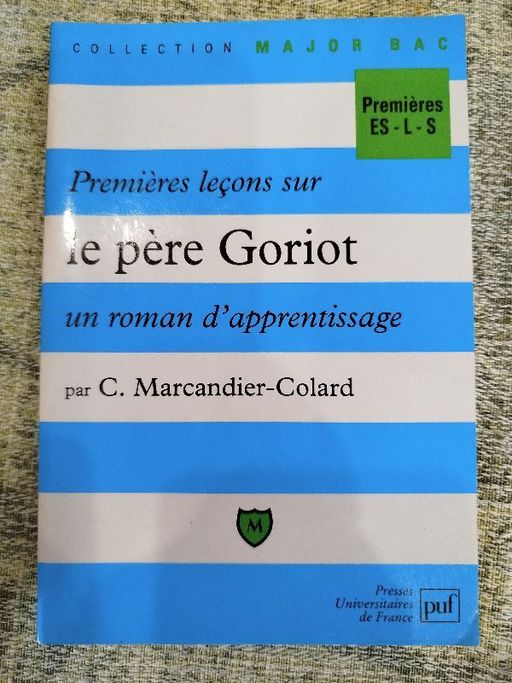 COLLECTION MAJOR BAC
Premières
ES - L - S
Premières leçons sur
le père Goriot
un roman d'apprentissage
par C. Marcandier-Colard
M
Presses
Universitaires
de France
puf